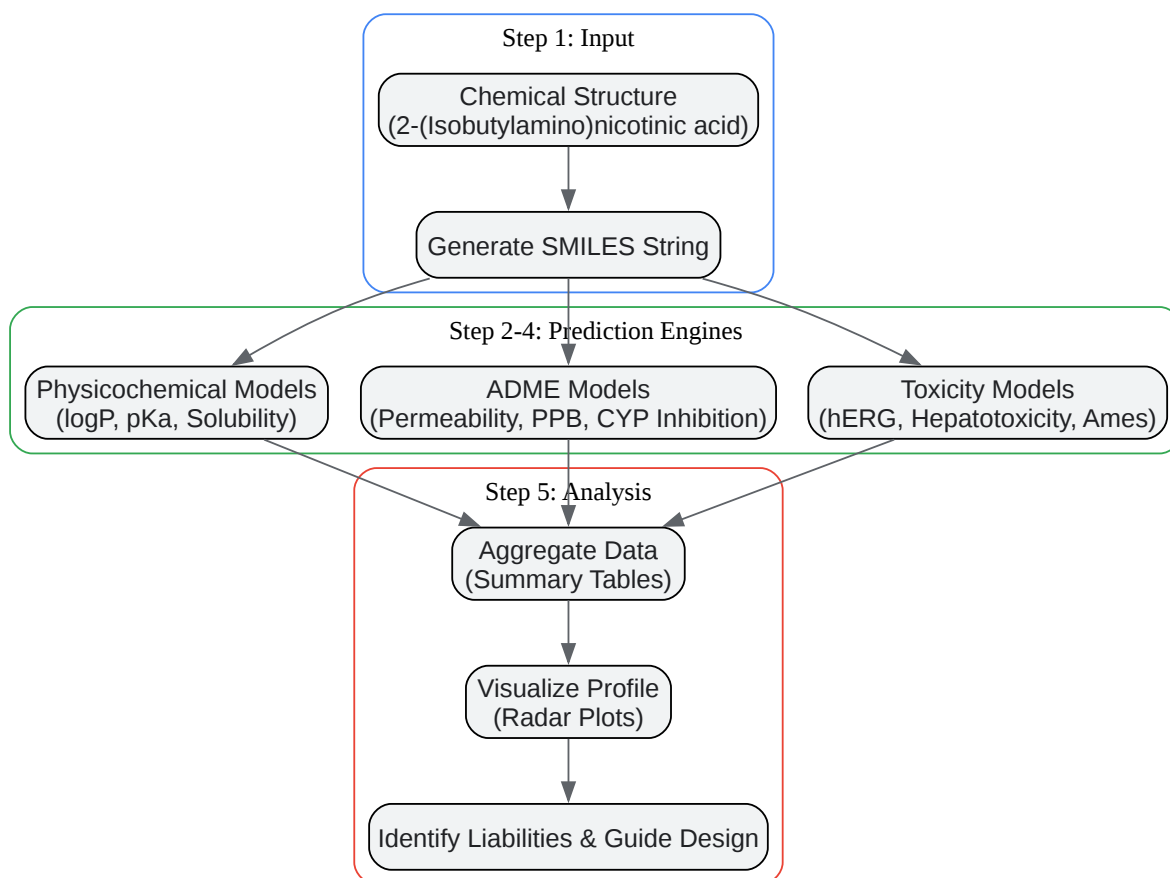 Step 1: Input
Chemical Structure
(2-(Isobutylamino)nicotinic acid)
Generate SMILES String
Step 2-4: Prediction Engines
Physicochemical Models
(logP, pKa, Solubility)
ADME Models
(Permeability, PPB, CYP Inhibition)
Toxicity Models
(hERG, Hepatotoxicity, Ames)
Step 5: Analysis
Aggregate Data
(Summary Tables)
Visualize Profile
(Radar Plots)
Identify Liabilities & Guide Design